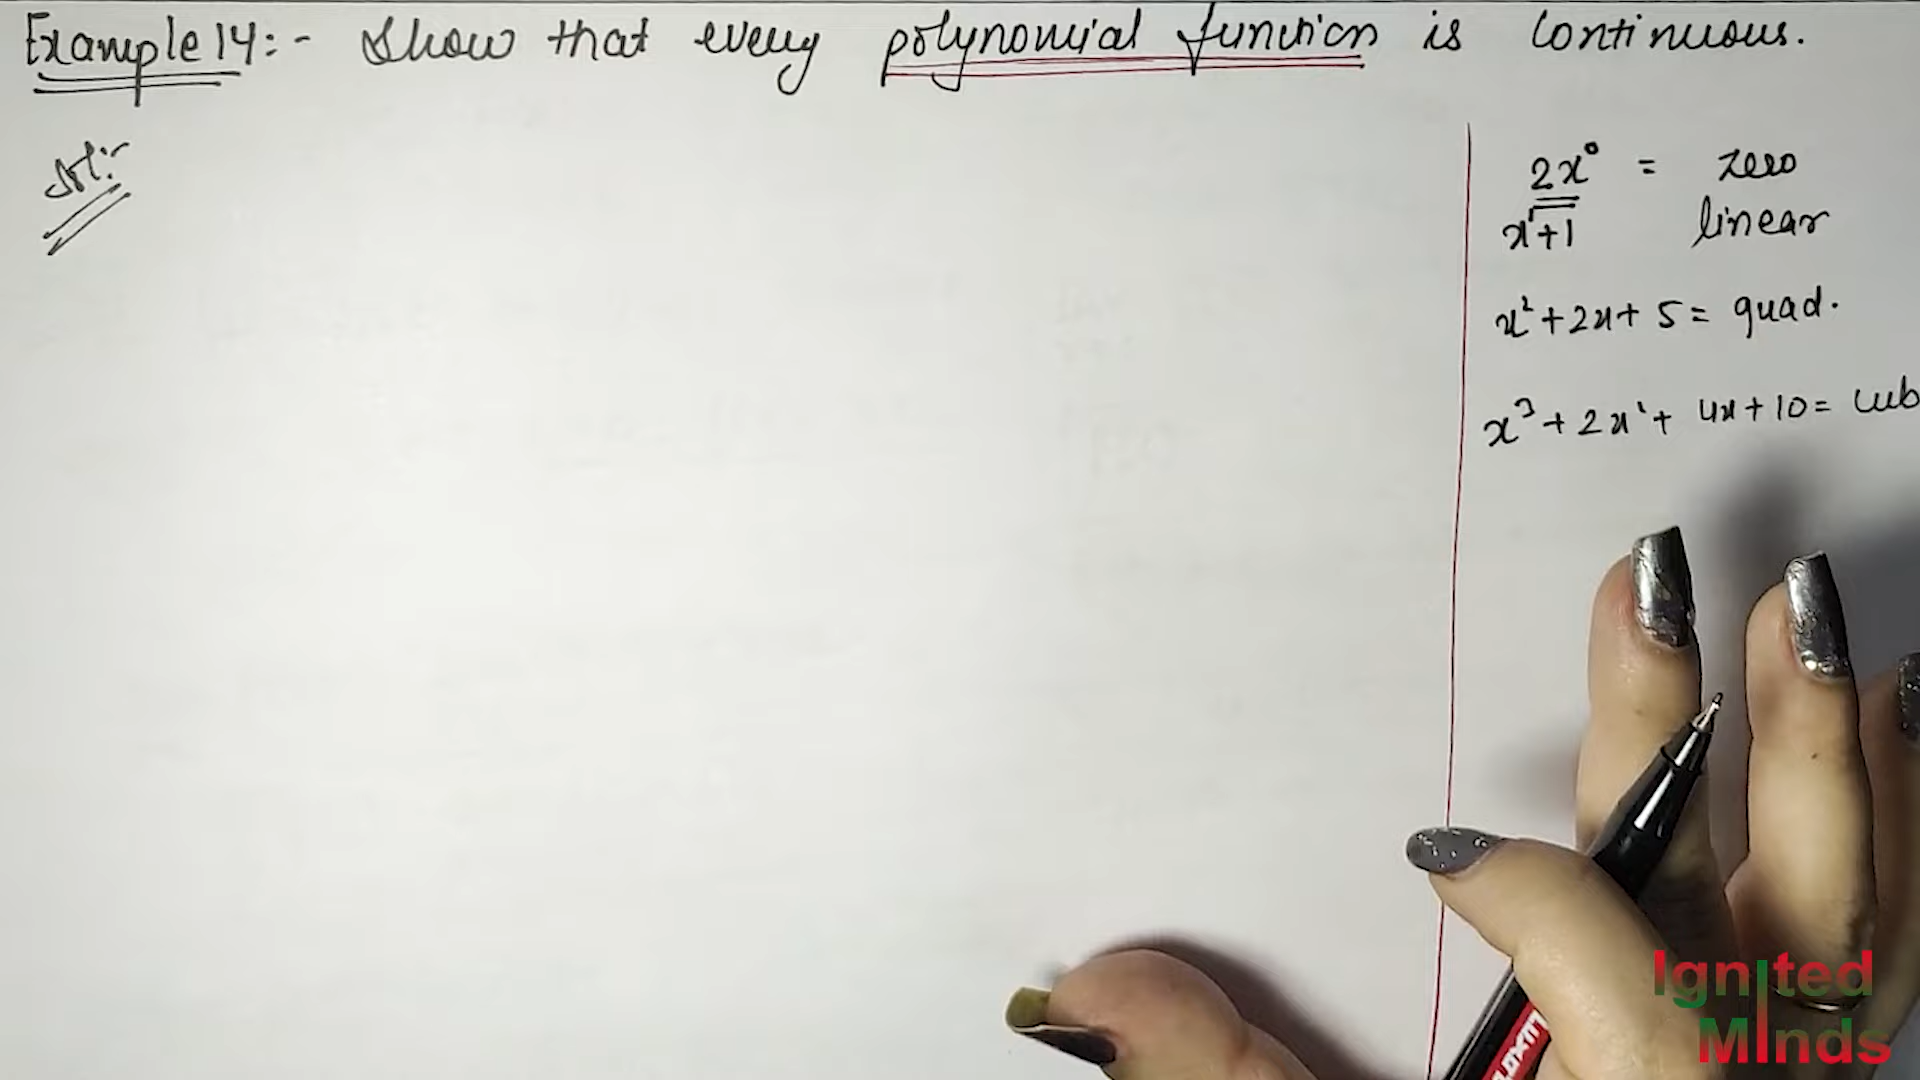 Example 14:- Show that every polynomial function is continuous.
Sol:-
2x⁰ = zero
x¹+1 linear
x²+2x+5= quad.
x³+2x²+4x+10= cub
Ignited
Minds